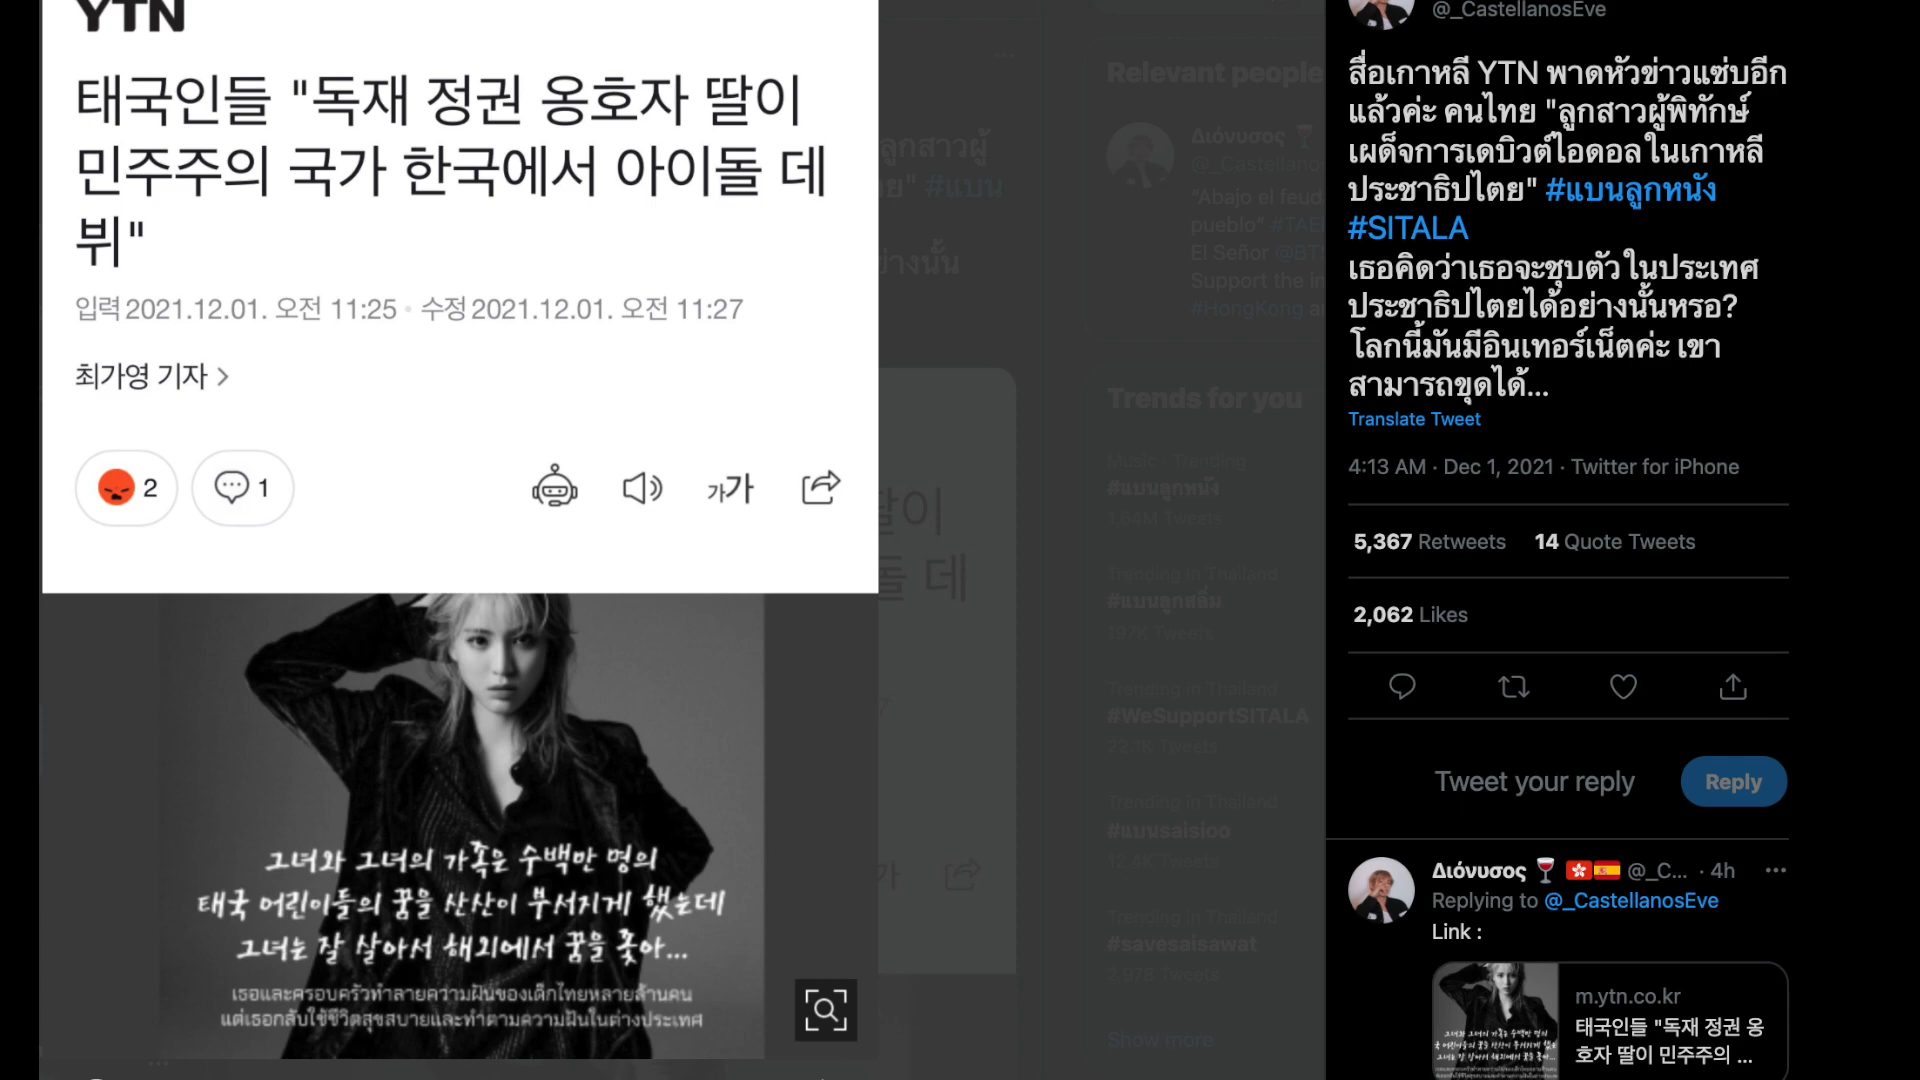 YTN
태국인들 "독재 정권 옹호자 딸이
민주주의 국가 한국에서 아이돌 데
뷔"
입력 2021.12.01. 오전 11:25 · 수정 2021.12.01. 오전 11:27
최가영 기자 >
2
1
가가
그녀와 그녀의 가족은 수백만 명의
태국 어린이들의 꿈을 산산이 부서지게 했는데
그녀는 잘 살아서 해외에서 꿈을 좇아...
เธอและครอบครัวทำลายความฝันของเด็กไทยหลายล้านคน
แต่เธอกลับใช้ชีวิตสุขสบายและทำตามความฝันในต่างประเทศ
ลูกสาวผู้
#แบน
ย่างนั้น
딸이
돌 데
Relevant people
Διόνυσος
@_Castellano
"Abajo el feud
pueblo" #TAE
El Señor @BT
Support the in
#HongKong a
Trends for you
Music · Trending
#แบนลูกหนัง
1.84M Tweets
Trending in Thailand
#แบนลูกสลิ่ม
197K Tweets
Trending in Thailand
#WeSupportSITALA
22.1K Tweets
Trending in Thailand
#แบนsaisioo
12.4K Tweets
Trending in Thailand
#savesaisawat
3,978 Tweets
Show more
@_CastellanosEve
สื่อเกาหลี YTN พาดหัวข่าวแซ่บอีก
แล้วค่ะ คนไทย "ลูกสาวผู้พิทักษ์
เผด็จการเดบิวต์ไอดอลในเกาหลี
ประชาธิปไตย" #แบนลูกหนัง
#SITALA
เธอคิดว่าเธอจะชุบตัวในประเทศ
ประชาธิปไตยได้อย่างนั้นหรอ?
โลกนี้มันมีอินเทอร์เน็ตค่ะ เขา
สามารถขุดได้...
Translate Tweet
4:13 AM · Dec 1, 2021 · Twitter for iPhone
5,367 Retweets 14 Quote Tweets
2,062 Likes
Tweet your reply Reply
Διόνυσος @_C... · 4h
Replying to @_CastellanosEve
Link :
m.ytn.co.kr
태국인들 "독재 정권 옹
호자 딸이 민주주의 ...